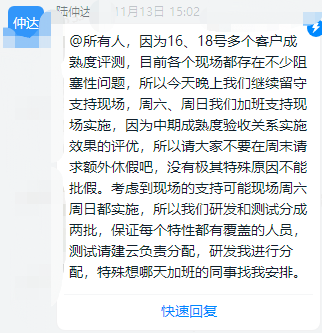 仲达
陆仲达 11月13日 15:02
@所有人，因为16、18号多个客户成
熟度评测，目前各个现场都存在不少阻
塞性问题，所以今天晚上我们继续留守
支持现场，周六、周日我们加班支持现
场实施，因为中期成熟度验收关系实施
效果的评优，所以请大家不要在周末请
求额外休假吧，没有极其特殊原因不能
批假。考虑到现场的支持可能现场周六
周日都实施，所以我们研发和测试分成
两批，保证每个特性都有覆盖的人员，
测试请建云负责分配，研发我进行分
配，特殊想哪天加班的同事找我安排。
快速回复